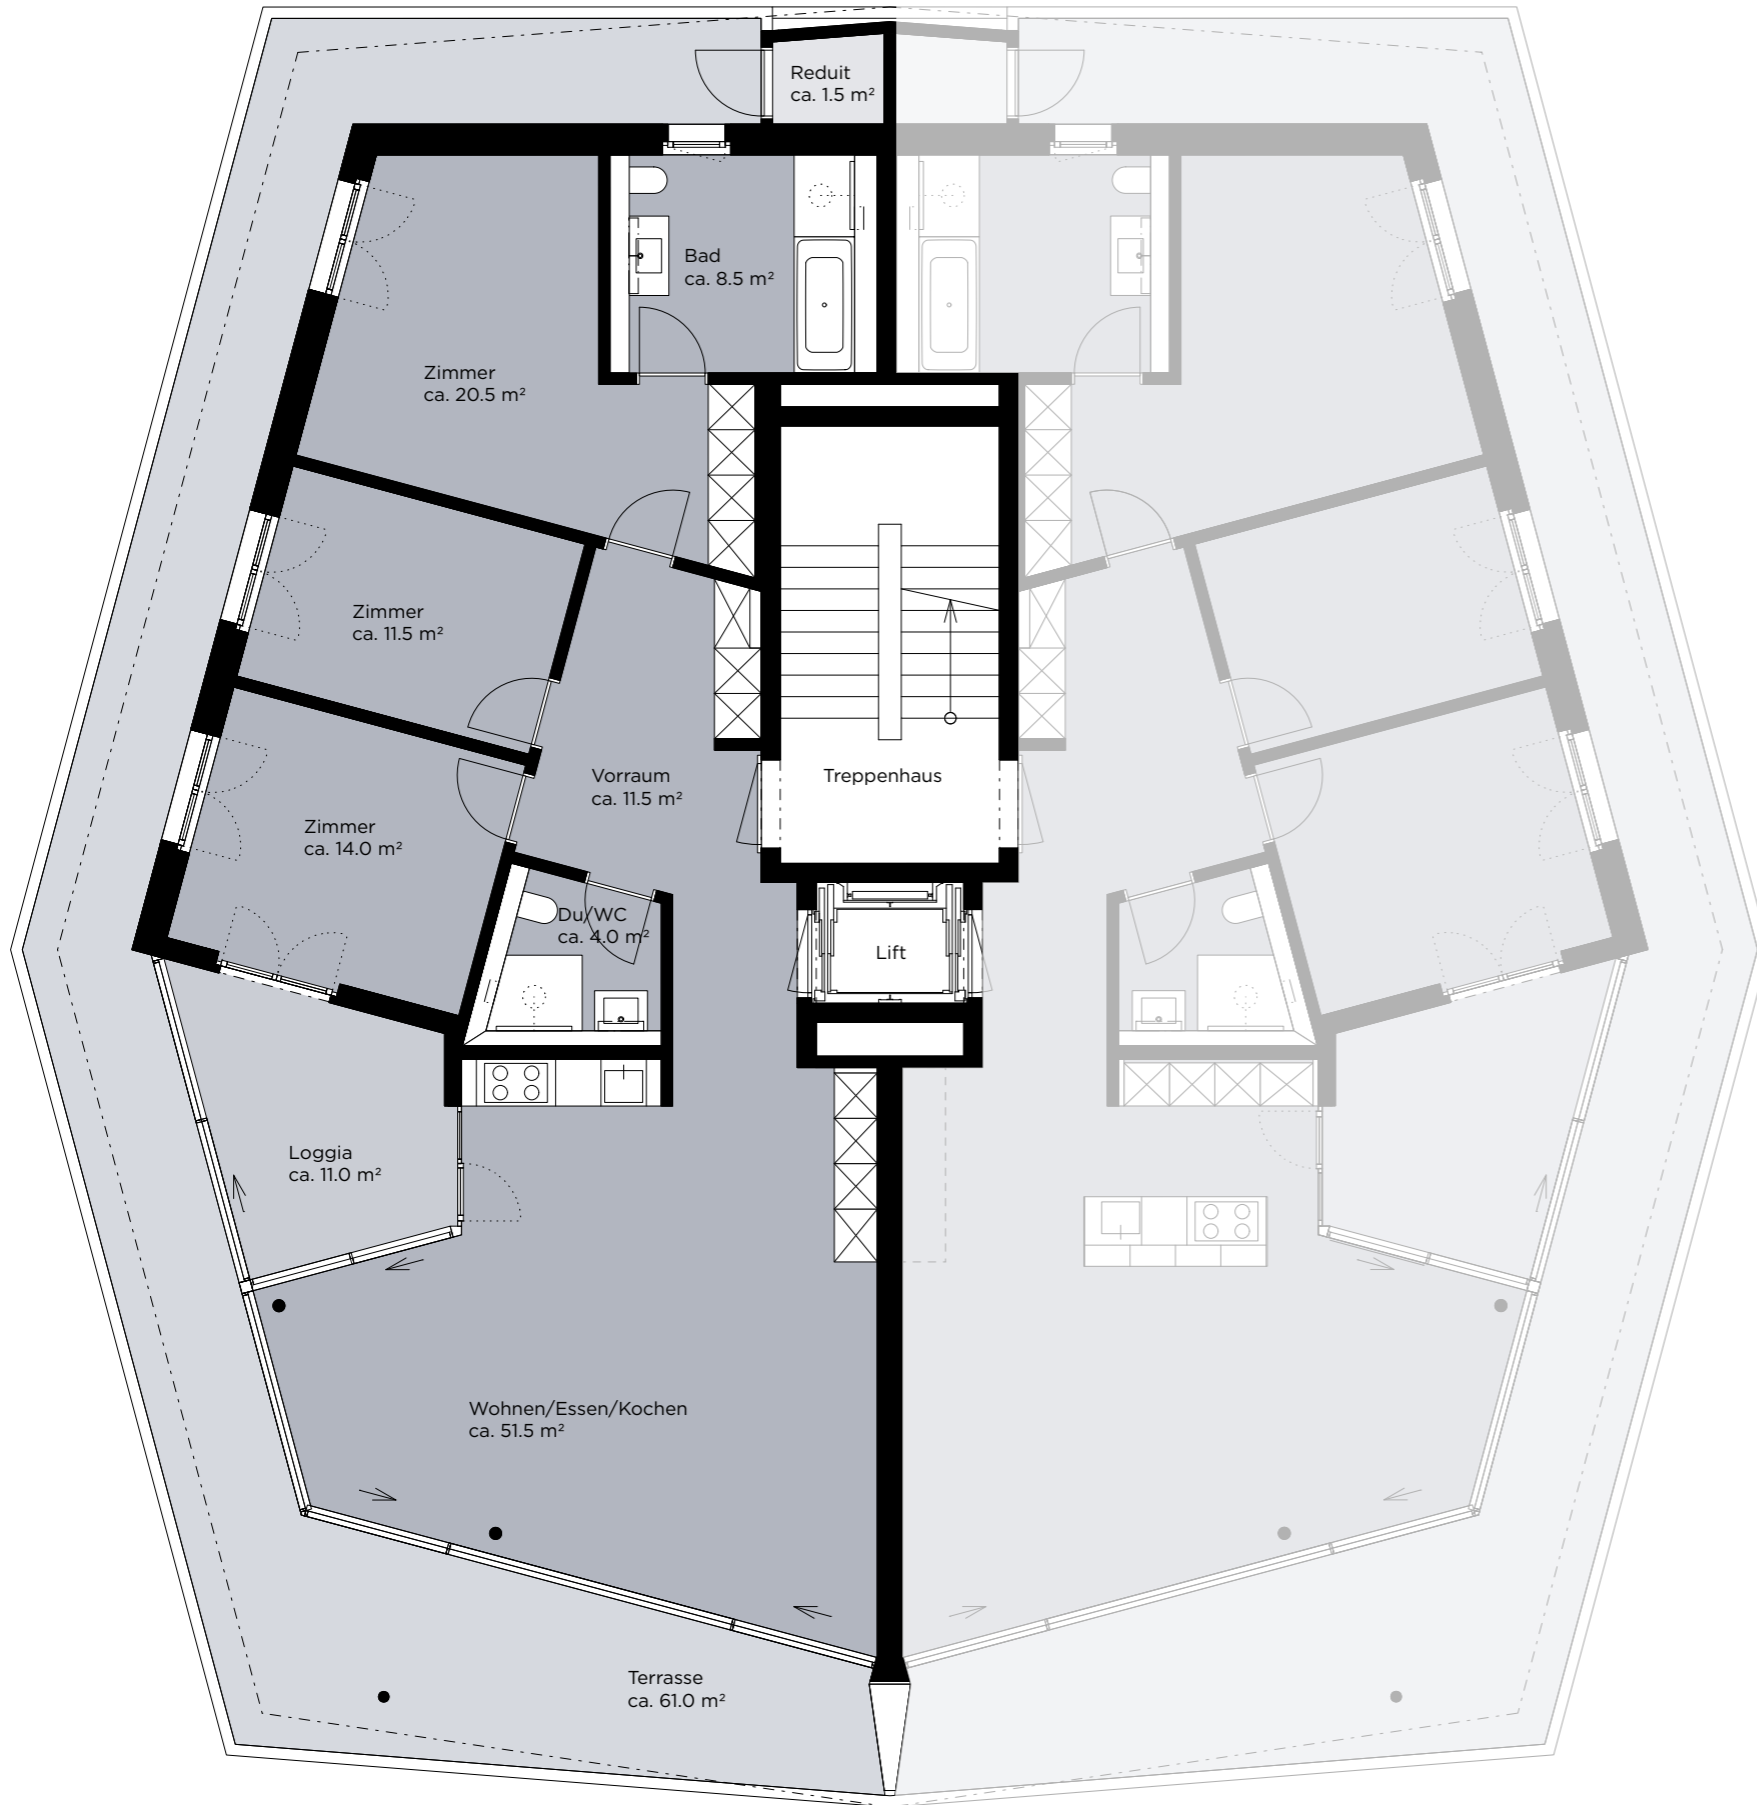 Reduit
ca. 1.5 m²
Bad
ca. 8.5 m²
Zimmer
ca. 20.5 m²
Zimmer
ca. 11.5 m²
Vorraum
ca. 11.5 m²
Treppenhaus
Zimmer
ca. 14.0 m²
Du/WC
ca. 4.0 m²
Lift
Loggia
ca. 11.0 m²
Wohnen/Essen/Kochen
ca. 51.5 m²
Terrasse
ca. 61.0 m²